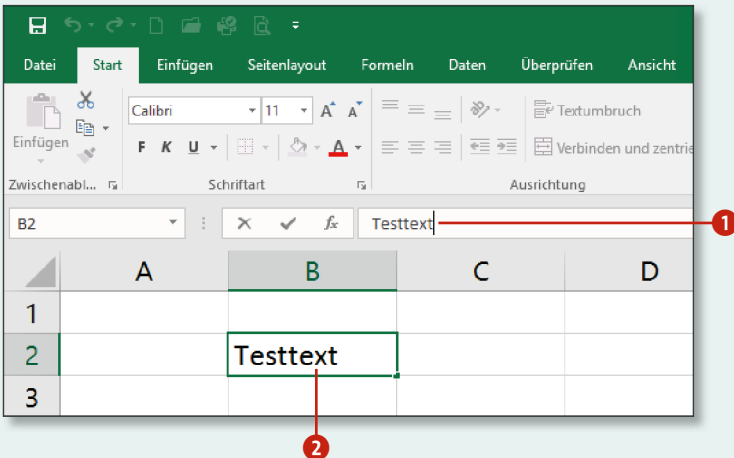 Datei Start Einfügen Seitenlayout Formeln Daten Überprüfen Ansicht
Calibri 11 A A Textumbruch
Einfügen F K U A Verbinden und zentrie
Zwischenabl... Schriftart Ausrichtung
B2 fx Testtext 1
A B C D
1
2 Testtext
3
2